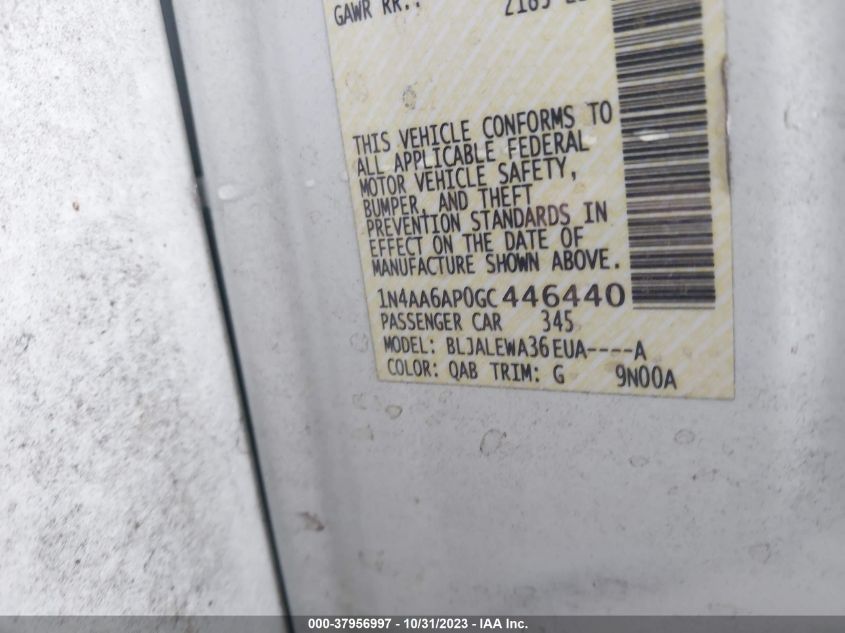 GAWR RR.:
THIS VEHICLE CONFORMS TO
ALL APPLICABLE FEDERAL
MOTOR VEHICLE SAFETY,
BUMPER, AND THEFT
PREVENTION STANDARDS IN
EFFECT ON THE DATE OF
MANUFACTURE SHOWN ABOVE.
1N4AA6AP0GC446440
PASSENGER CAR 345
MODEL: BLJALEWA36EUA----A
COLOR: QAB TRIM: G 9N00A
000-37956997 - 10/31/2023 - IAA Inc.